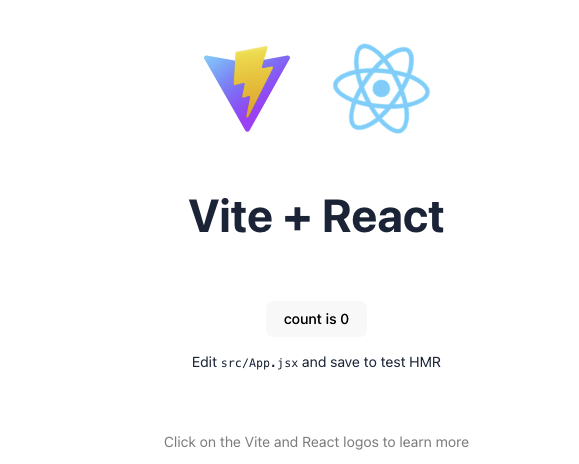 Vite + React
count is 0
Edit src/App.jsx and save to test HMR
Click on the Vite and React logos to learn more